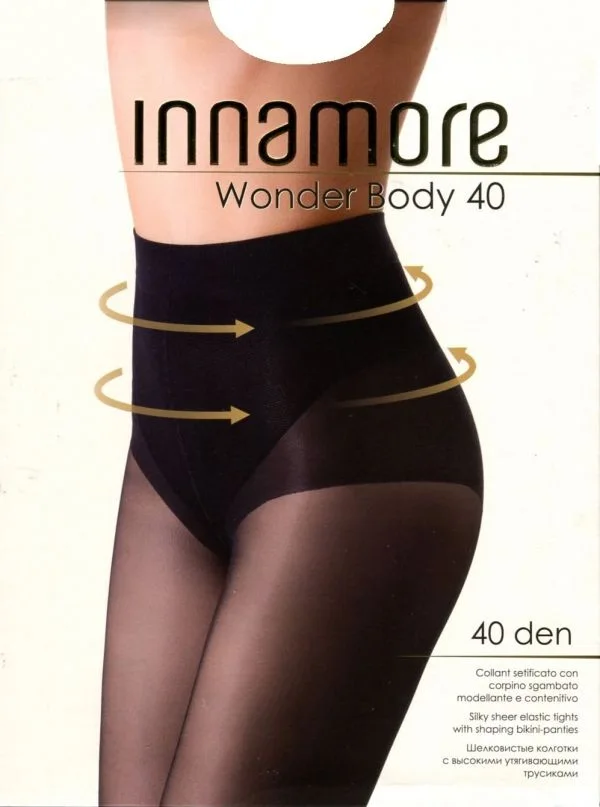 innamore
Wonder Body 40
40 den
Collant setificato con
corpino sgambato
modellante e contenitivo
Silky sheer elastic tights
with shaping bikini-panties
Шелковистые колготки
с высокими утягивающими
трусиками